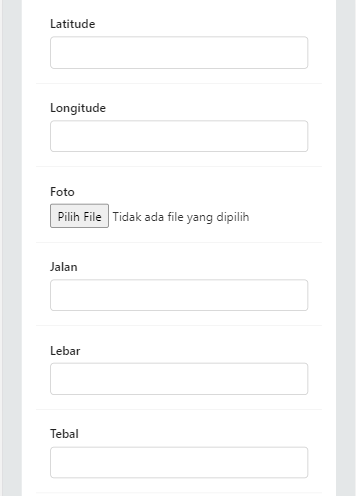 Latitude
Longitude
Foto
Pilih File Tidak ada file yang dipilih
Jalan
Lebar
Tebal